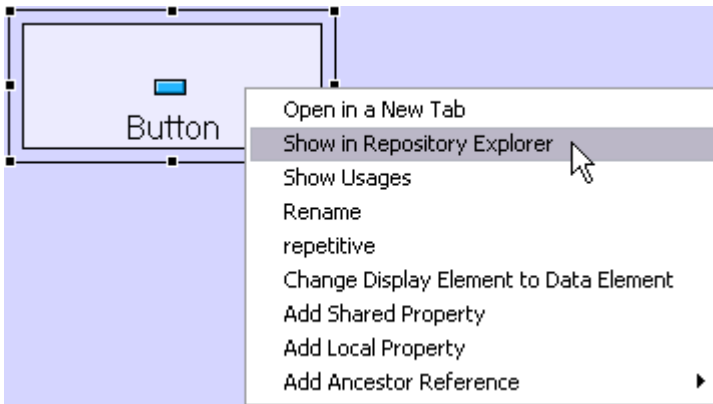 Button
Open in a New Tab
Show in Repository Explorer
Show Usages
Rename
repetitive
Change Display Element to Data Element
Add Shared Property
Add Local Property
Add Ancestor Reference